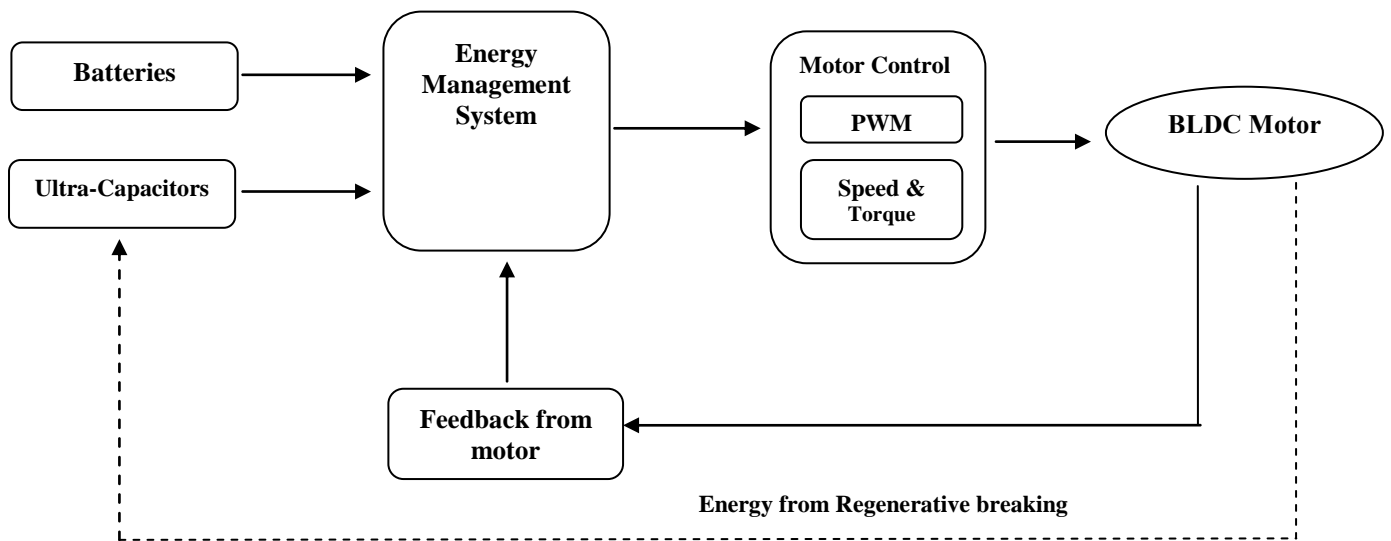 Batteries
Ultra-Capacitors
Energy
Management
System
Motor Control
PWM
Speed &
Torque
BLDC Motor
Feedback from
motor
Energy from Regenerative breaking